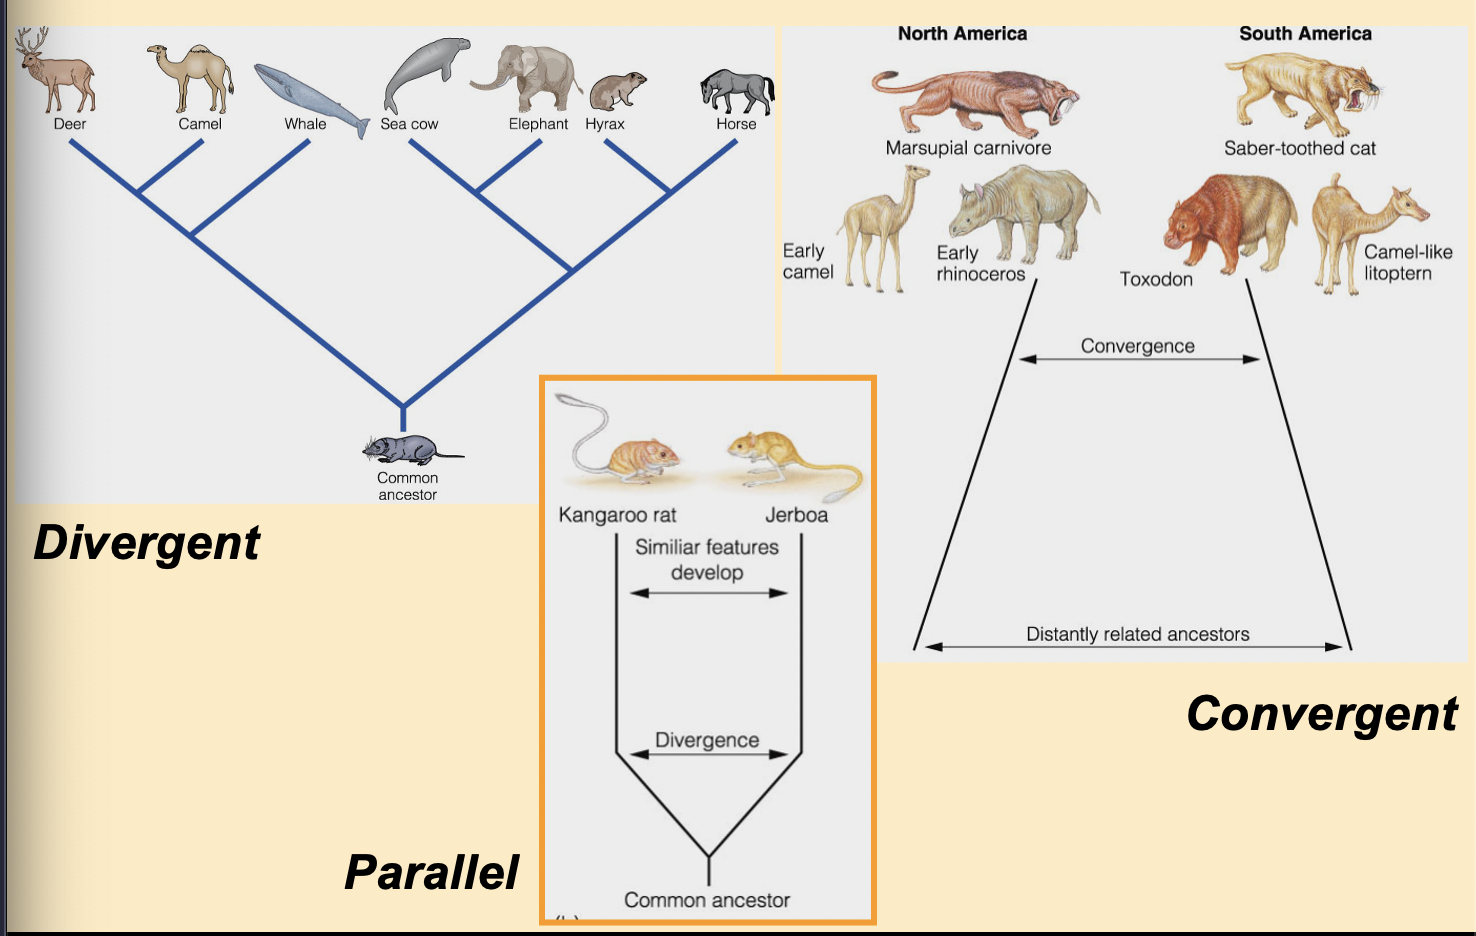 Deer
Camel
Whale
Sea cow
Elephant
Hyrax
Horse
Common
ancestor
Divergent
North America
South America
Marsupial carnivore
Saber-toothed cat
Early
camel
Early
rhinoceros
Toxodon
Camel-like
litoptern
Convergence
Distantly related ancestors
Convergent
Kangaroo rat
Jerboa
Similiar features
develop
Divergence
Common ancestor
Parallel